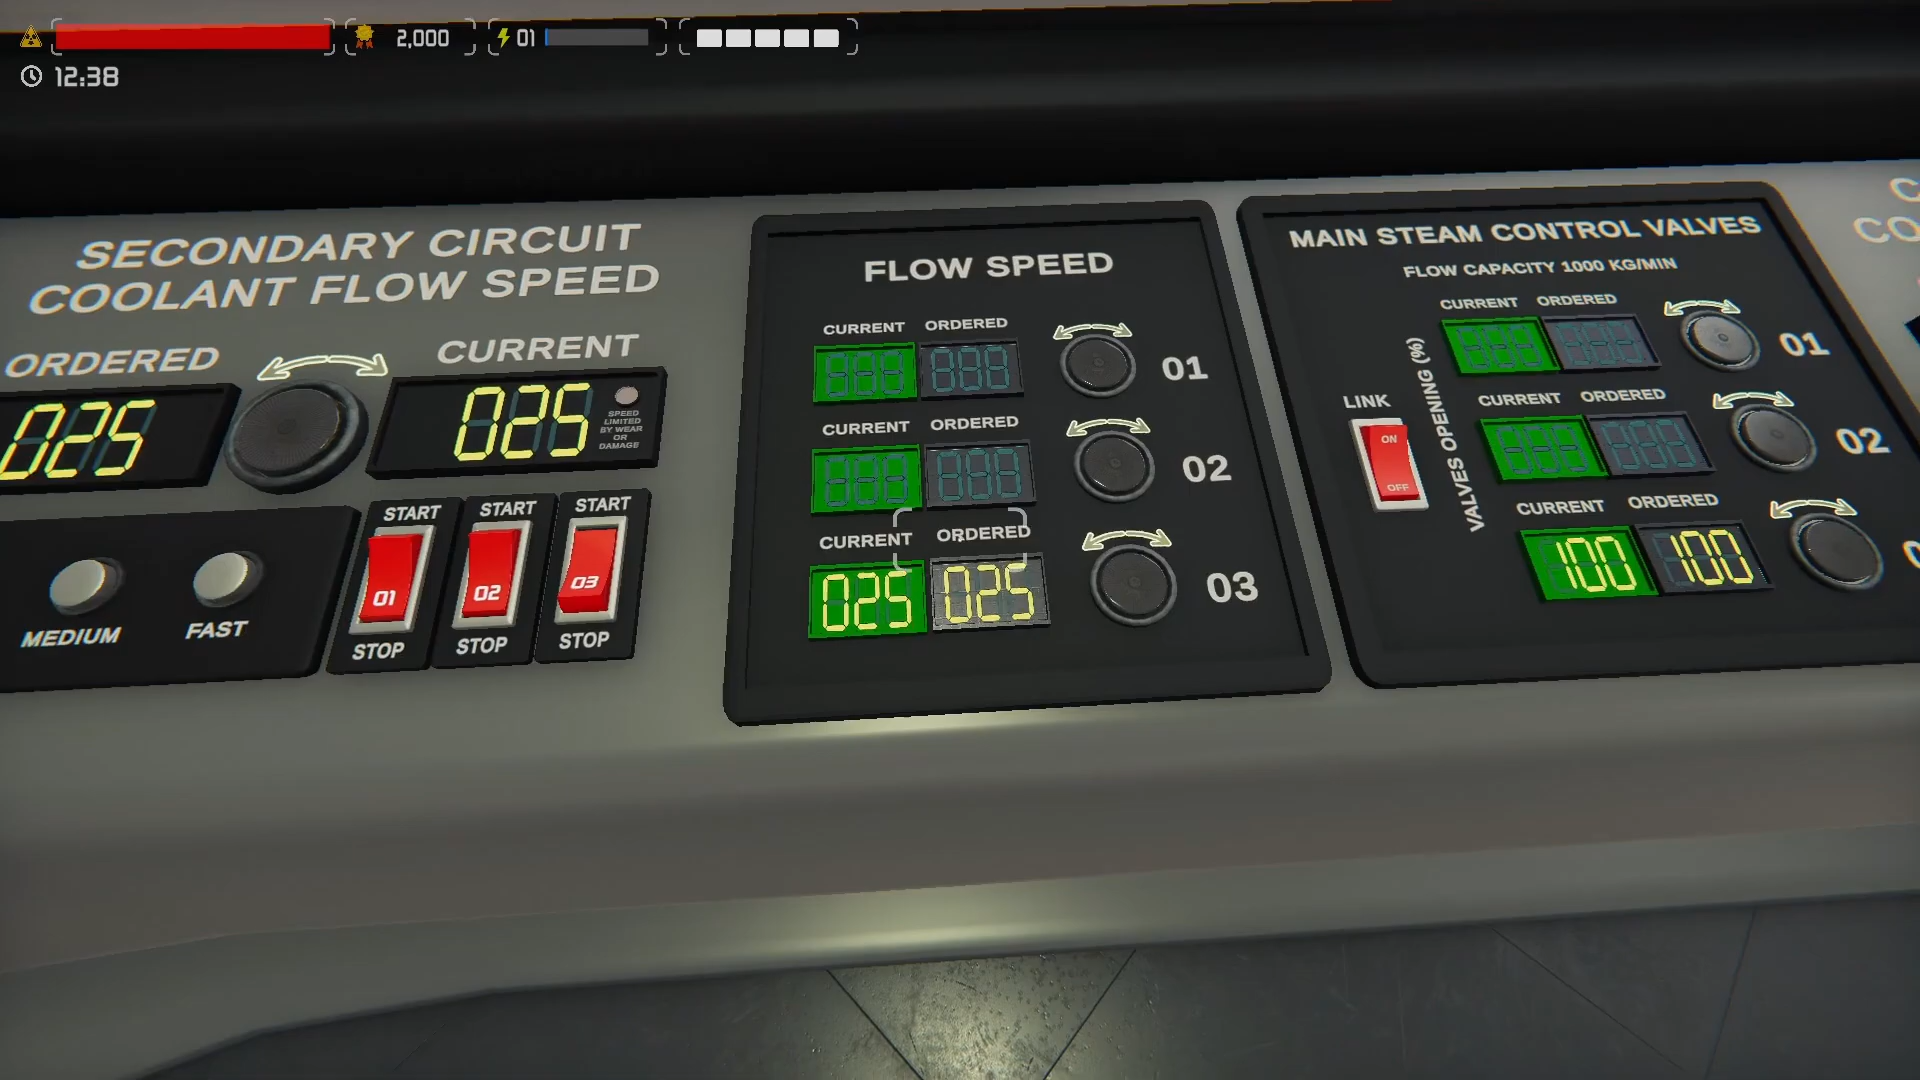 2,000
01
12:38
SECONDARY CIRCUIT
COOLANT FLOW SPEED
ORDERED
CURRENT
025
025
SPEED
LIMITED
BY WEAR
OR
DAMAGE
MEDIUM
FAST
START
START
START
01
02
03
STOP
STOP
STOP
FLOW SPEED
CURRENT ORDERED
01
CURRENT ORDERED
02
CURRENT ORDERED
025 025
03
MAIN STEAM CONTROL VALVES
FLOW CAPACITY 1000 KG/MIN
LINK
ON
OFF
VALVES OPENING (%)
CURRENT ORDERED
01
CURRENT ORDERED
02
CURRENT ORDERED
100 100